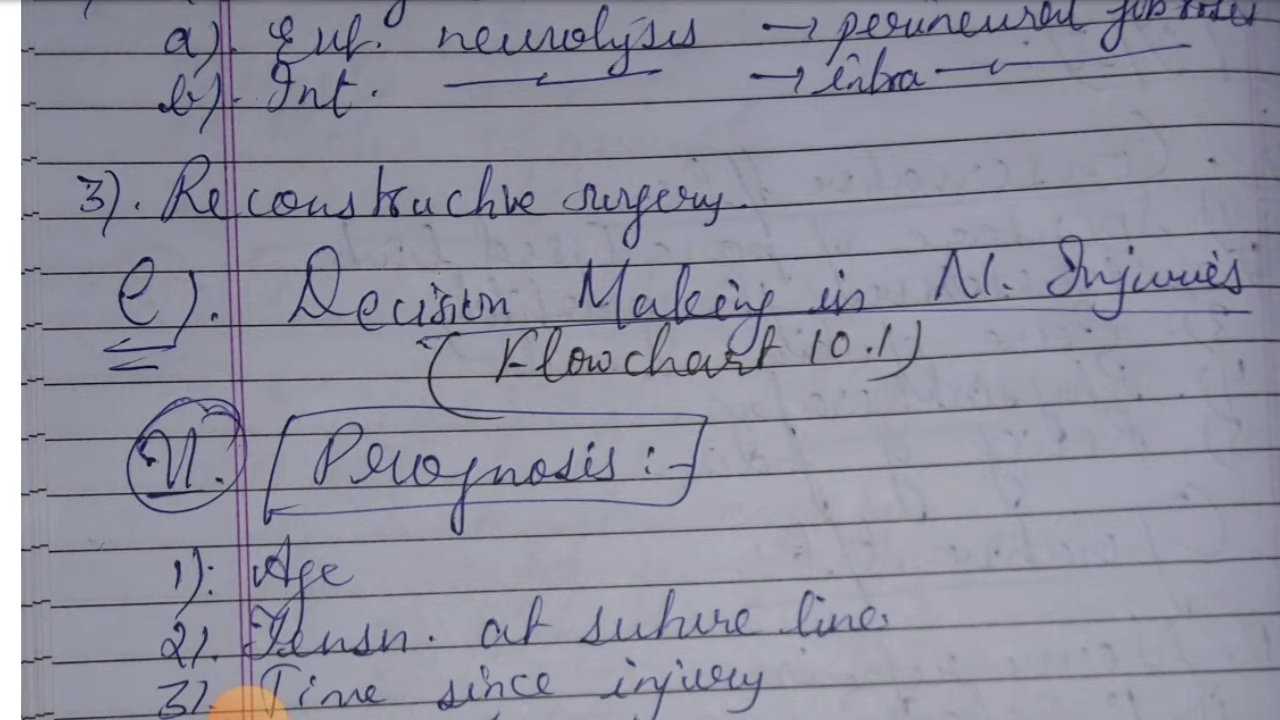 a). Ext. neurolysis → perineural fibrosis
b). Int. → intra
3). Reconstructive surgery.
e). Decision Making in N. Injuries
(Flowchart 10.1)
VI. Prognosis :-
1): Age
2). Tensn. at suture line.
3). Time since injury